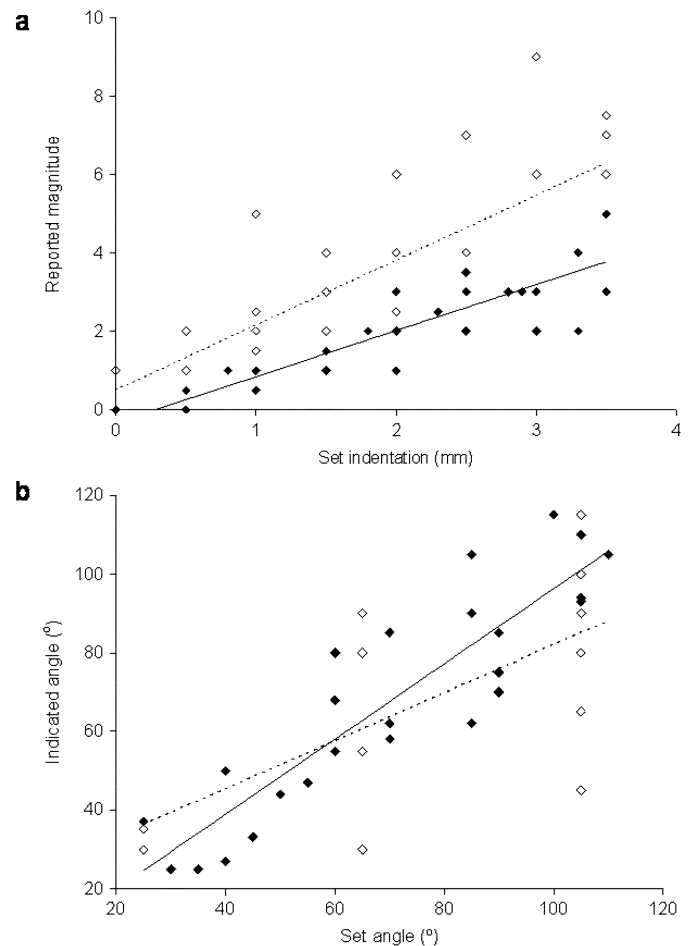 a
10
8
6
4
2
0
Reported magnitude
0 1 2 3 4
Set indentation (mm)
b
120
100
80
60
40
20
Indicated angle (º)
20 40 60 80 100 120
Set angle (º)